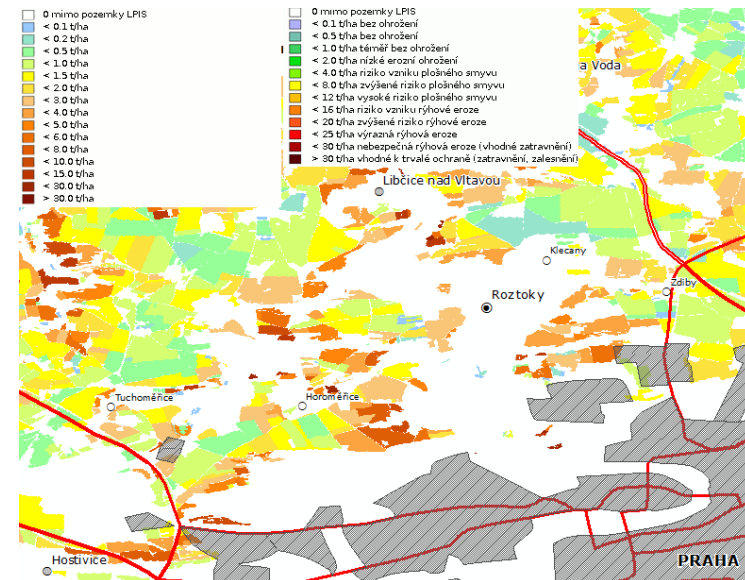 0 mimo pozemky LPIS
< 0.1 t/ha
< 0.2 t/ha
< 0.5 t/ha
< 1.0 t/ha
< 1.5 t/ha
< 2.0 t/ha
< 3.0 t/ha
< 4.0 t/ha
< 5.0 t/ha
< 6.0 t/ha
< 8.0 t/ha
< 10.0 t/ha
< 15.0 t/ha
< 30.0 t/ha
> 30.0 t/ha
0 mimo pozemky LPIS
< 0.1 t/ha bez ohrožení
< 0.5 t/ha bez ohrožení
< 1.0 t/ha téměř bez ohrožení
< 2.0 t/ha nízké erozní ohrožení
< 4.0 t/ha riziko vzniku plošného smyvu
< 8.0 t/ha zvýšené riziko plošného smyvu
< 12 t/ha vysoké riziko plošného smyvu
< 16 t/ha riziko vzniku rýhové eroze
< 20 t/ha zvýšené riziko rýhové eroze
< 25 t/ha výrazná rýhová eroze
< 30 t/ha nebezpečná rýhová eroze (vhodné zatravnění)
> 30 t/ha vhodné k trvalé ochraně (zatravnění, zalesnění)
a Voda
Libčice nad Vltavou
Klecany
Zdiby
Roztoky
Tuchoměřice
Horoměřice
Hostivice
PRAHA